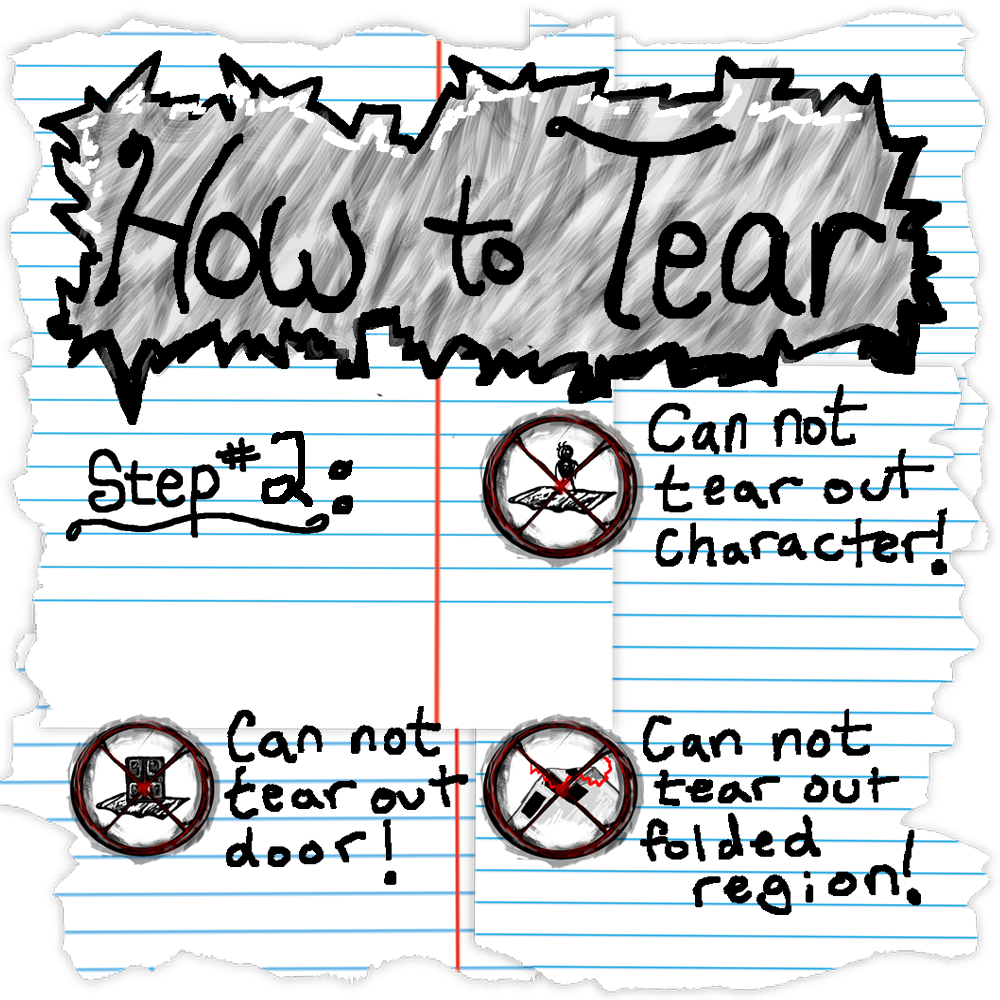 How to Tear
Step #2:
Can not
tear out
character!
Can not
tear out
door!
Can not
tear out
folded
region!